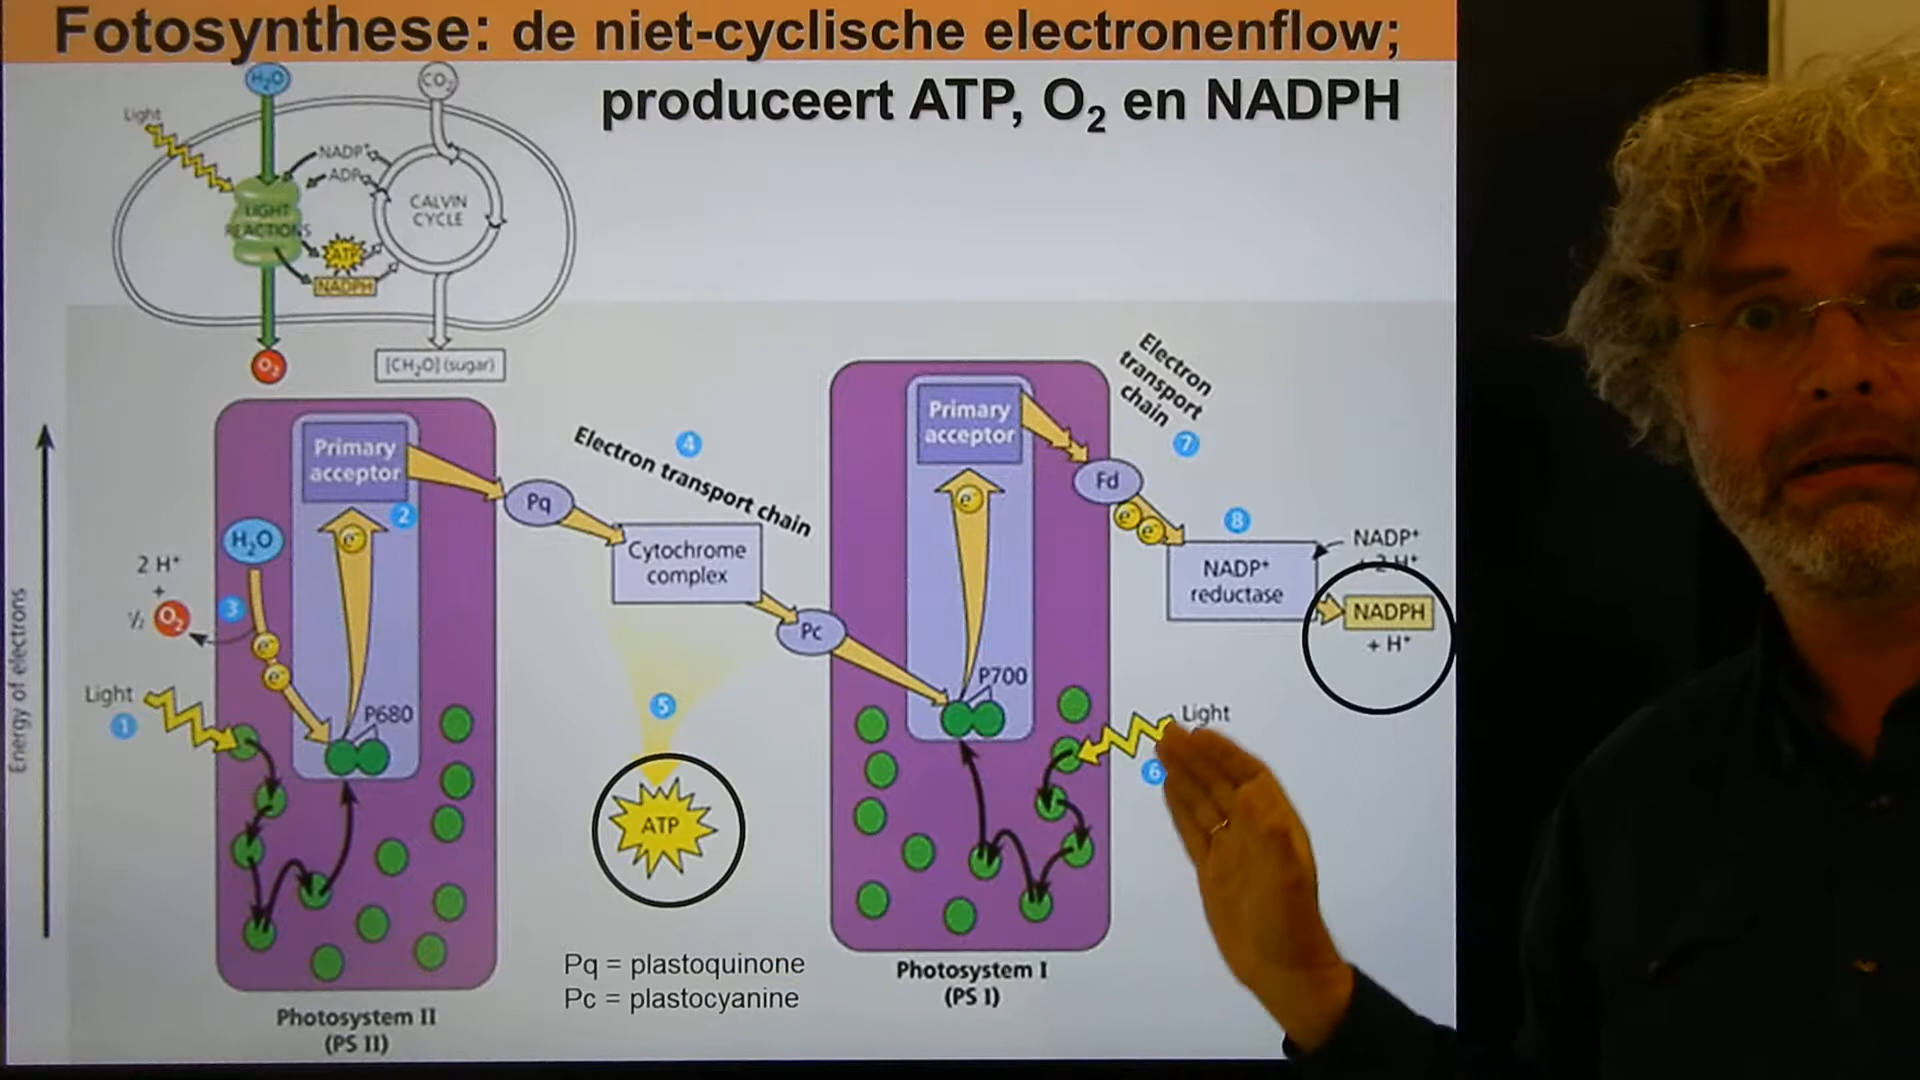 Fotosynthese: de niet-cyclische electronenflow;
produceert ATP, O₂ en NADPH
H₂O
CO₂
Light
NADP⁺
ADP
LIGHT
REACTIONS
CALVIN
CYCLE
ATP
NADPH
O₂
[CH₂O] (sugar)
Energy of electrons
Primary
acceptor
2
e⁻
H₂O
2 H⁺
+
½ O₂
3
e⁻
e⁻
Light
1
P680
Photosystem II
(PS II)
Pq
Electron transport chain
4
Cytochrome
complex
Pc
5
ATP
Pq = plastoquinone
Pc = plastocyanine
Primary
acceptor
e⁻
P700
Light
6
Photosystem I
(PS I)
Electron
transport
chain
7
Fd
e⁻
e⁻
8
NADP⁺
reductase
NADP⁺
+ 2 H⁺
NADPH
+ H⁺